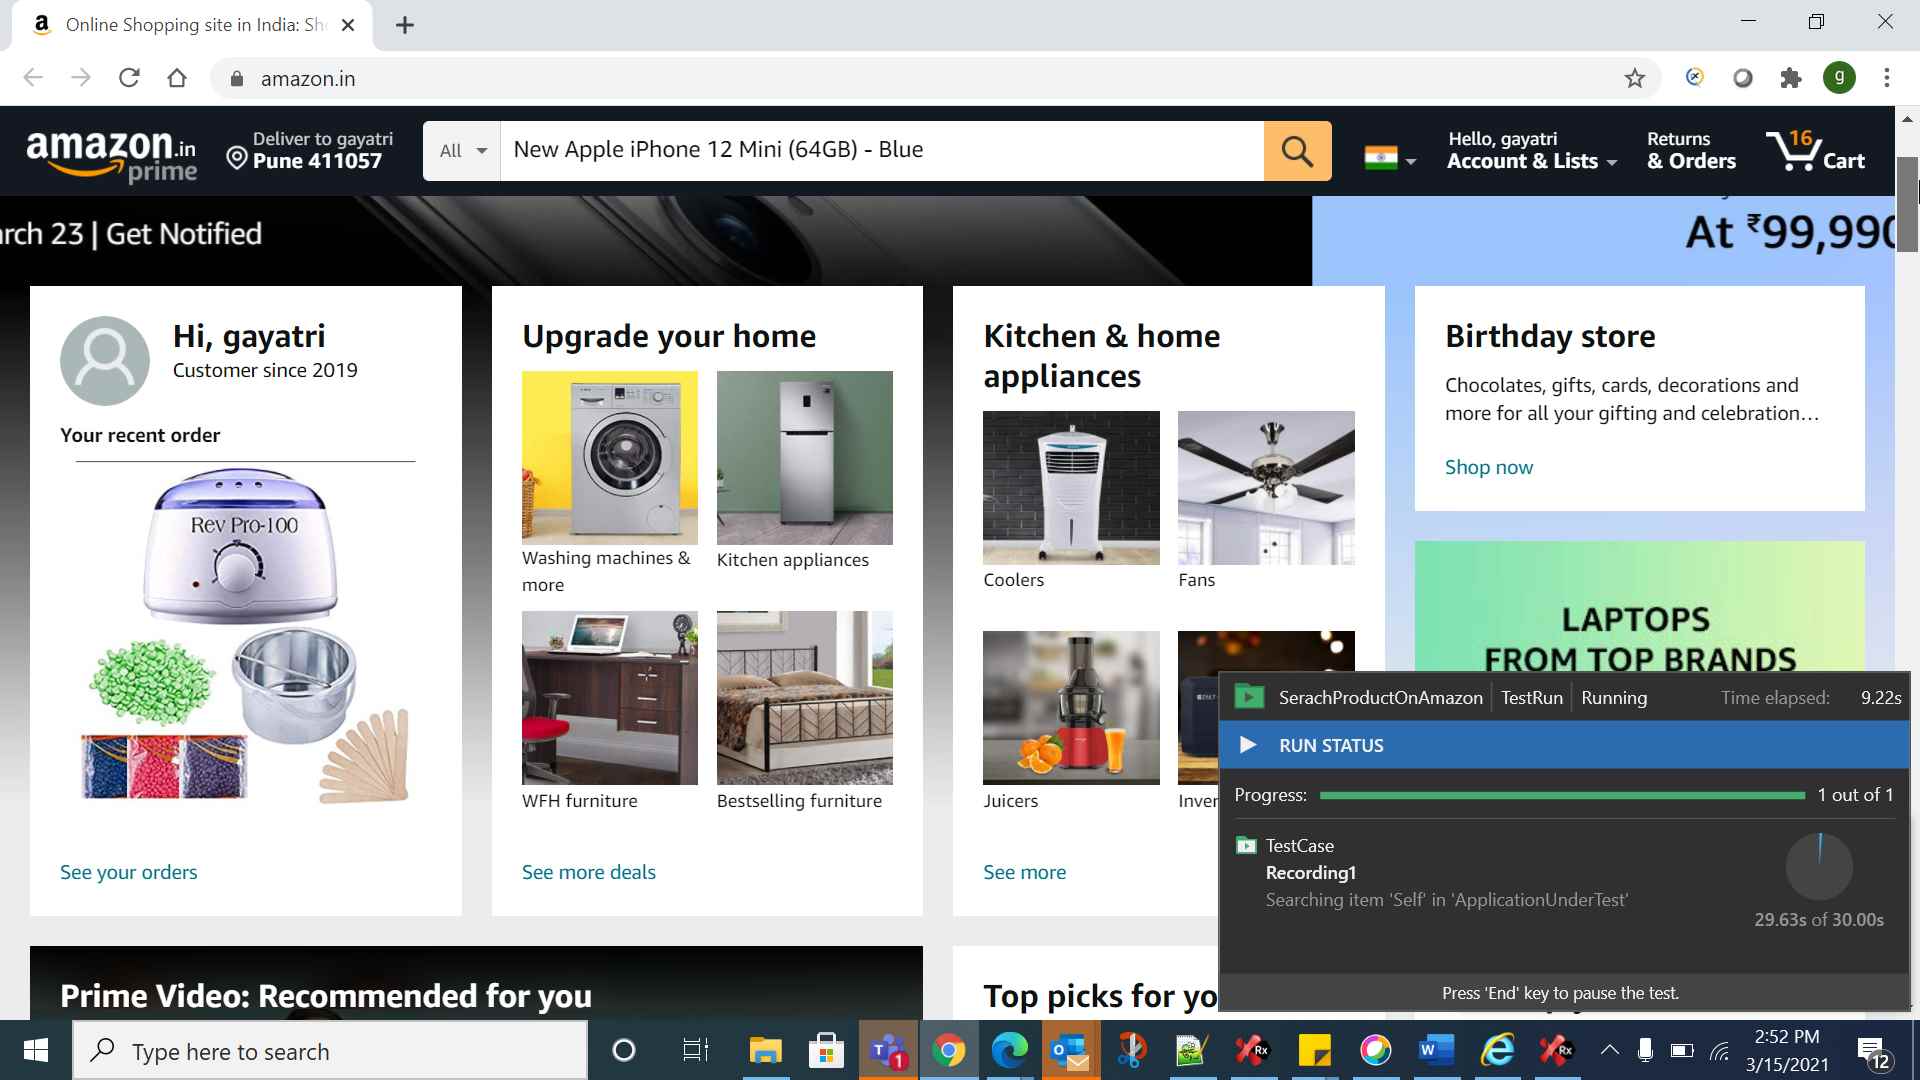 Online Shopping site in India: Sh
amazon.in
amazon.in
prime
Deliver to gayatri
Pune 411057
All
New Apple iPhone 12 Mini (64GB) - Blue
Hello, gayatri
Account & Lists
Returns
& Orders
16
Cart
arch 23 | Get Notified
At ₹99,990
Hi, gayatri
Customer since 2019
Your recent order
Rev Pro-100
See your orders
Upgrade your home
Washing machines &
more
Kitchen appliances
WFH furniture
Bestselling furniture
See more deals
Kitchen & home
appliances
Coolers
Fans
Juicers
Inver
See more
Birthday store
Chocolates, gifts, cards, decorations and
more for all your gifting and celebration…
Shop now
LAPTOPS
FROM TOP BRANDS
Prime Video: Recommended for you
Top picks for yo
SerachProductOnAmazon
TestRun
Running
Time elapsed:
9.22s
RUN STATUS
Progress:
1 out of 1
TestCase
Recording1
Searching item 'Self' in 'ApplicationUnderTest'
29.63s of 30.00s
Press 'End' key to pause the test.
Type here to search
2:52 PM
3/15/2021
12